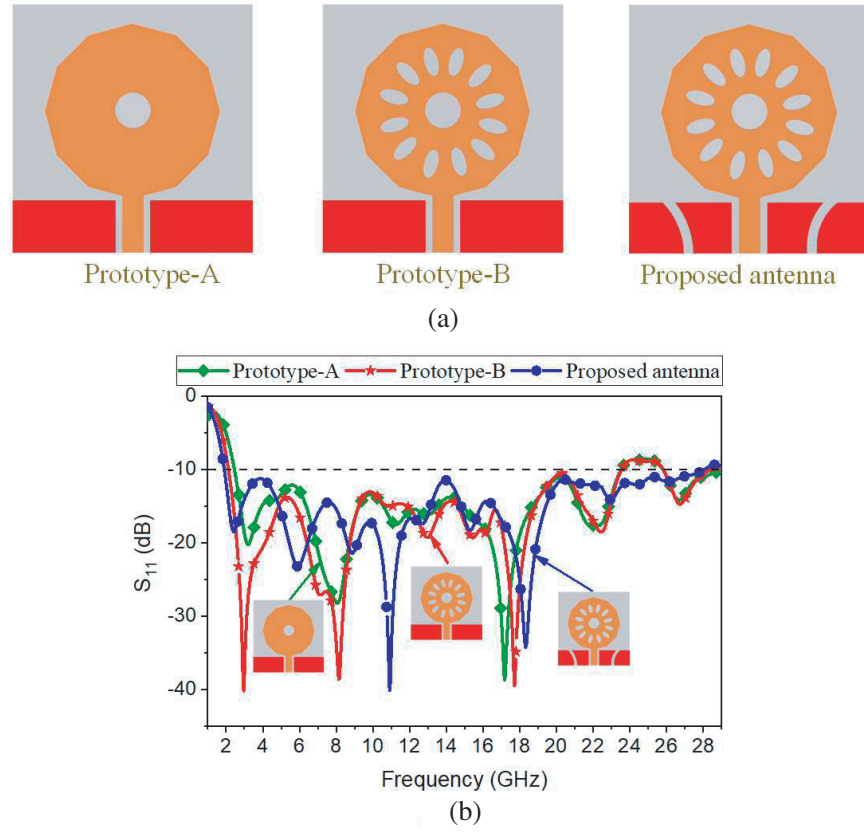 Prototype-A
Prototype-B
Proposed antenna
(a)
Prototype-A Prototype-B Proposed antenna
0
-10
-20
-30
-40
S11 (dB)
2 4 6 8 10 12 14 16 18 20 22 24 26 28
Frequency (GHz)
(b)